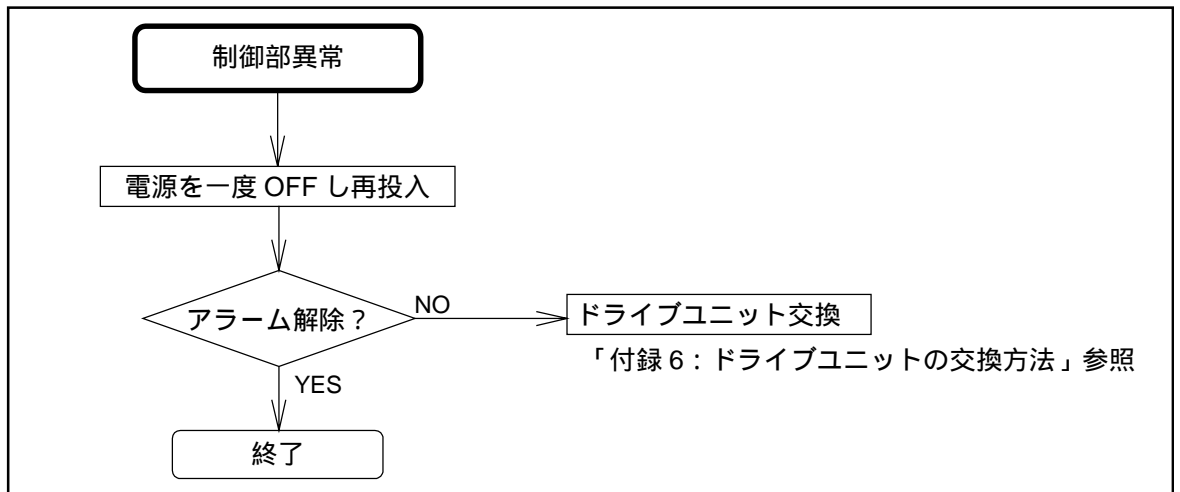 制御部異常
電源を一度 OFF し再投入
アラーム解除？
NO
ドライブユニット交換
「付録 6：ドライブユニットの交換方法」参照
YES
終了